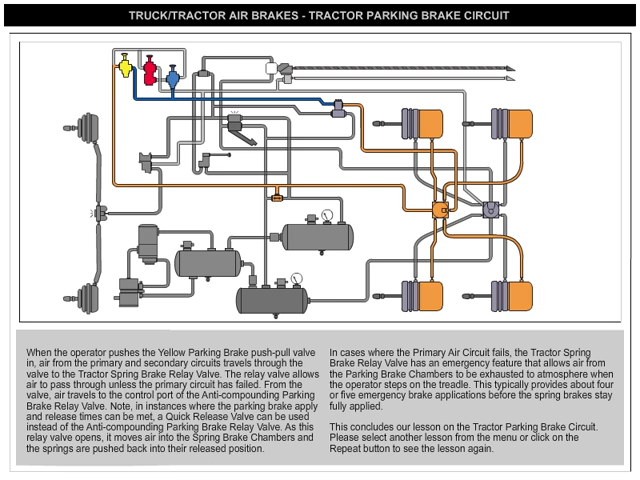 TRUCK/TRACTOR AIR BRAKES - TRACTOR PARKING BRAKE CIRCUIT
When the operator pushes the Yellow Parking Brake push-pull valve
in, air from the primary and secondary circuits travels through the
valve to the Tractor Spring Brake Relay Valve. The relay valve allows
air to pass through unless the primary circuit has failed. From the
valve, air travels to the control port of the Anti-compounding Parking
Brake Relay Valve. Note, in instances where the parking brake apply
and release times can be met, a Quick Release Valve can be used
instead of the Anti-compounding Parking Brake Relay Valve. As this
relay valve opens, it moves air into the Spring Brake Chambers and
the springs are pushed back into their released position.
In cases where the Primary Air Circuit fails, the Tractor Spring
Brake Relay Valve has an emergency feature that allows air from
the Parking Brake Chambers to be exhausted to atmosphere when
the operator steps on the treadle. This typically provides about four
or five emergency brake applications before the spring brakes stay
fully applied.
This concludes our lesson on the Tractor Parking Brake Circuit.
Please select another lesson from the menu or click on the
Repeat button to see the lesson again.